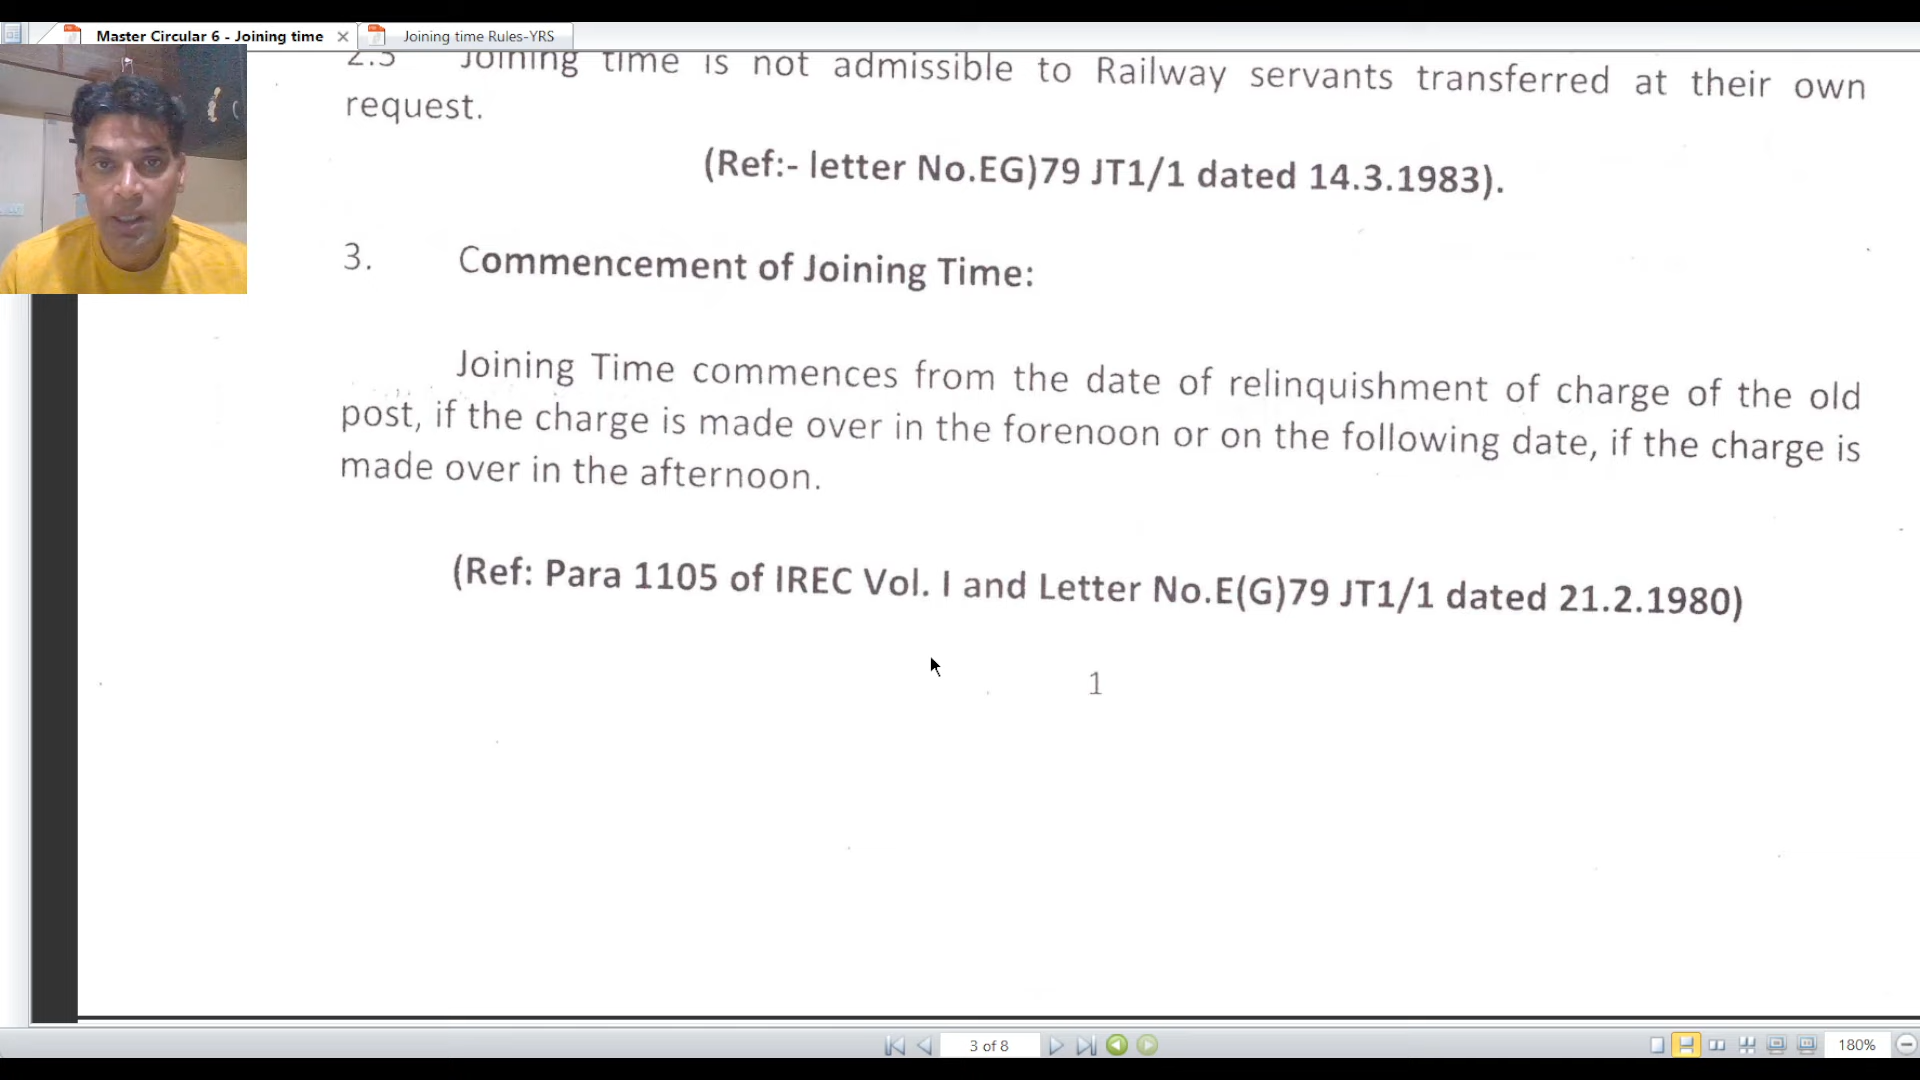 Master Circular 6 - Joining time
Joining time Rules-YRS
2.5 Joining time is not admissible to Railway servants transferred at their own
request.
(Ref:- letter No.EG)79 JT1/1 dated 14.3.1983).
3. Commencement of Joining Time:
Joining Time commences from the date of relinquishment of charge of the old
post, if the charge is made over in the forenoon or on the following date, if the charge is
made over in the afternoon.
(Ref: Para 1105 of IREC Vol. I and Letter No.E(G)79 JT1/1 dated 21.2.1980)
1
3 of 8
180%